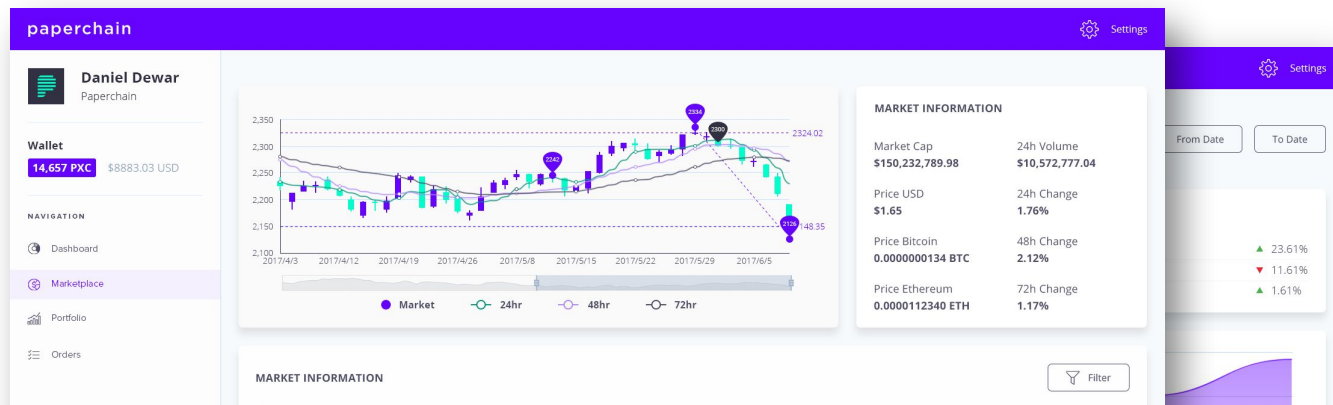 paperchain
Settings
Daniel Dewar
Paperchain
Wallet
14,657 PXC $8883.03 USD
NAVIGATION
Dashboard
Marketplace
Portfolio
Orders
2,350
2,300
2,250
2,200
2,150
2,100
2334
2300
2242
2126
2324.02
148.35
2017/4/3 2017/4/12 2017/4/19 2017/4/26 2017/5/8 2017/5/15 2017/5/22 2017/5/29 2017/6/5
Market 24hr 48hr 72hr
MARKET INFORMATION
Market Cap 24h Volume
$150,232,789.98 $10,572,777.04
Price USD 24h Change
$1.65 1.76%
Price Bitcoin 48h Change
0.0000000134 BTC 2.12%
Price Ethereum 72h Change
0.0000112340 ETH 1.17%
MARKET INFORMATION
Filter
Settings
From Date To Date
23.61%
11.61%
1.61%